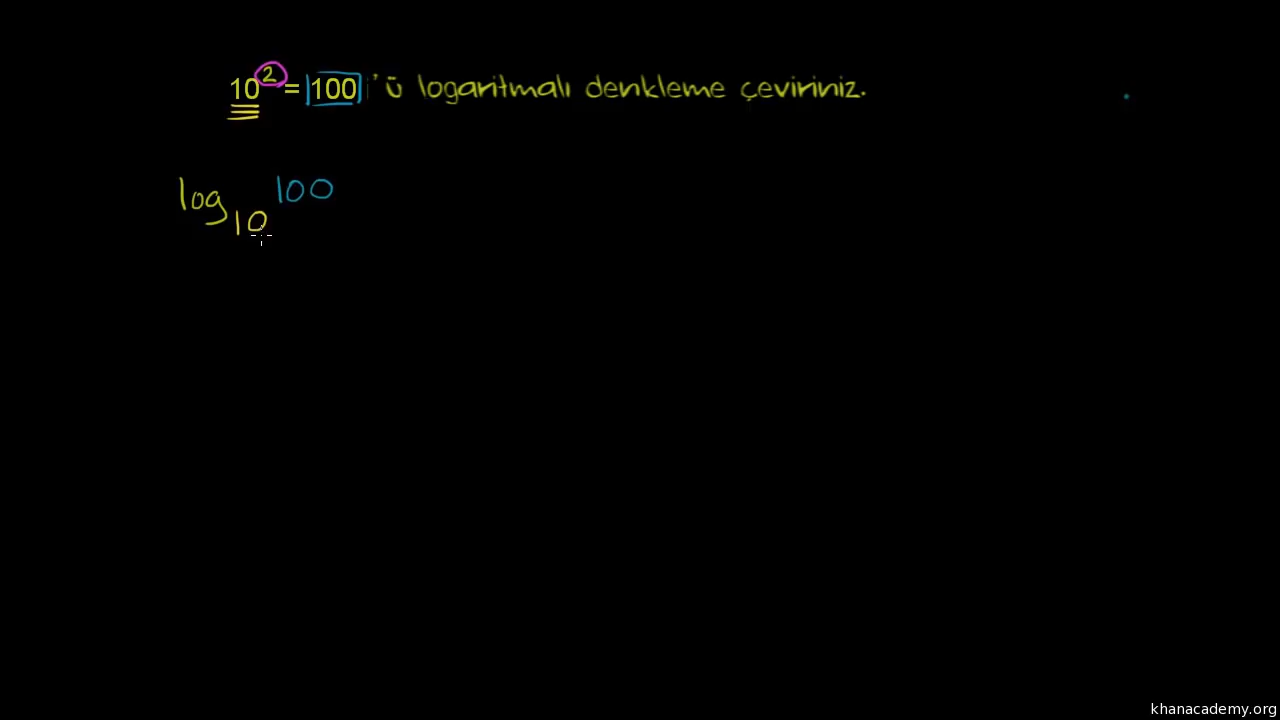 10² = 100'ü logaritmalı denkleme çeviriniz.
log₁₀ 100
khanacademy.org